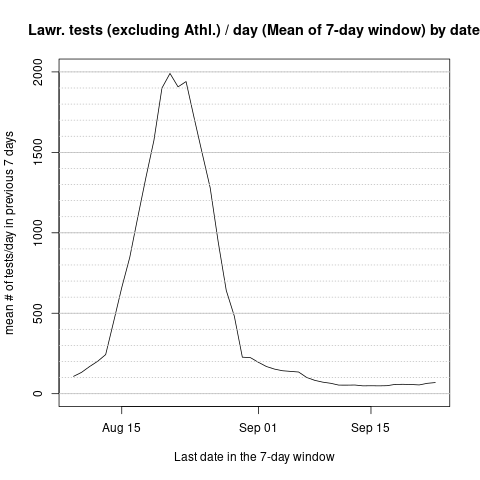 Lawr. tests (excluding Athl.) / day (Mean of 7-day window) by date
mean # of tests/day in previous 7 days
2000
1500
1000
500
0
Aug 15 Sep 01 Sep 15
Last date in the 7-day window